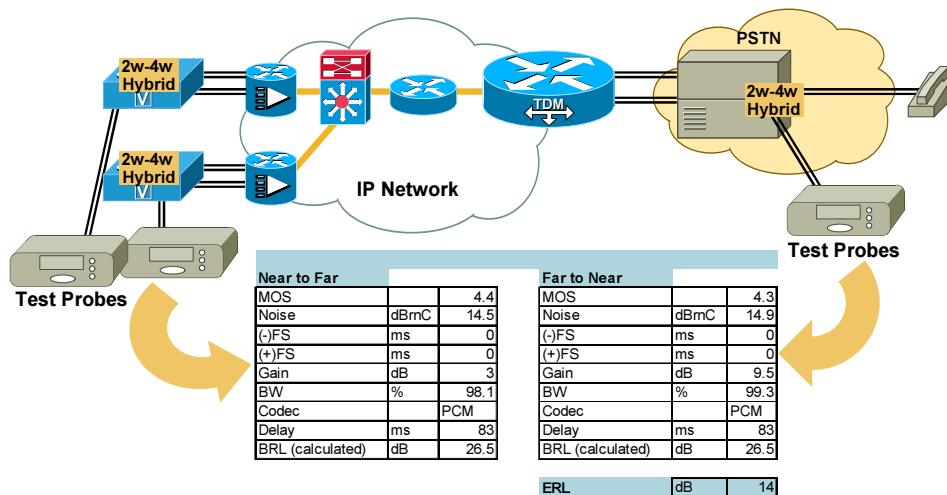 PSTN
2w-4w
Hybrid
V
TDM
2w-4w
Hybrid
2w-4w
Hybrid
V
IP Network
Test Probes
Test Probes
Near to Far
MOS 4.4
Noise dBrnC 14.5
(-)FS ms 0
(+)FS ms 0
Gain dB 3
BW % 98.1
Codec PCM
Delay ms 83
BRL (calculated) dB 26.5
Far to Near
MOS 4.3
Noise dBrnC 14.9
(-)FS ms 0
(+)FS ms 0
Gain dB 9.5
BW % 99.3
Codec PCM
Delay ms 83
BRL (calculated) dB 26.5
ERL dB 14